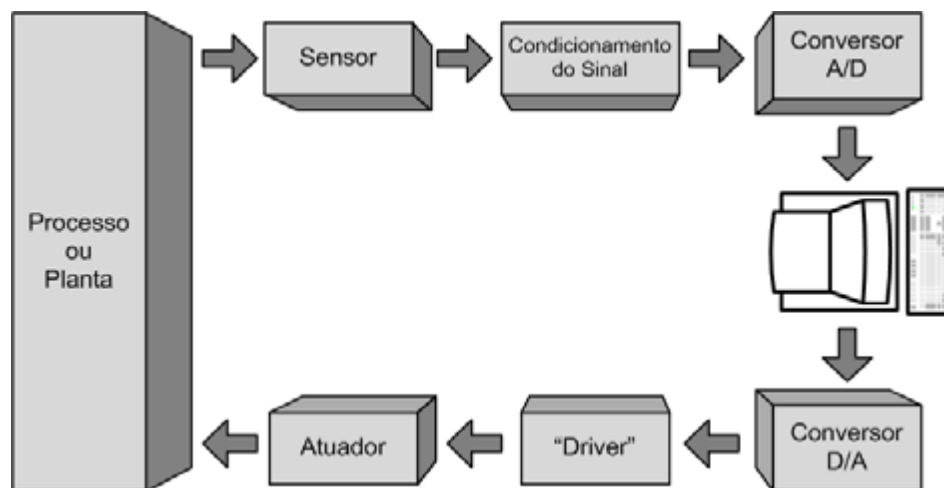 Processo
ou
Planta
Sensor
Condicionamento
do Sinal
Conversor
A/D
Conversor
D/A
"Driver"
Atuador